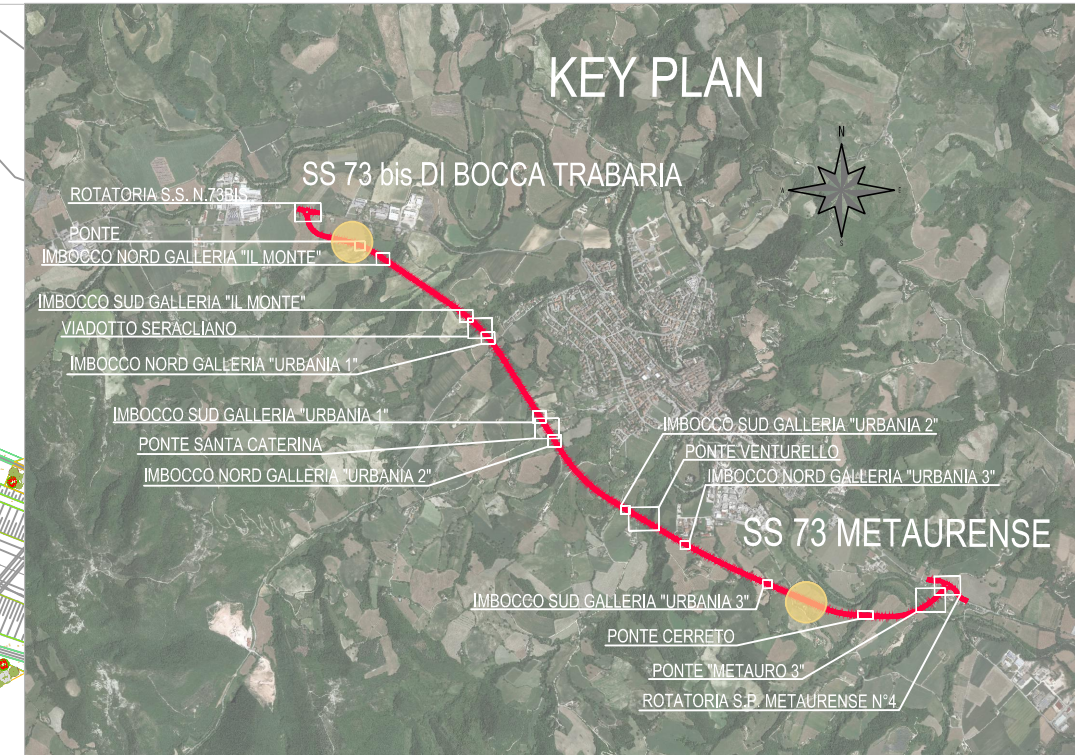 KEY PLAN
N
A
E
S
SS 73 bis DI BOCCA TRABARIA
ROTATORIA S.S. N.73BIS
PONTE
IMBOCCO NORD GALLERIA "IL MONTE"
IMBOCCO SUD GALLERIA "IL MONTE"
VIADOTTO SERACLIANO
IMBOCCO NORD GALLERIA "URBANIA 1"
IMBOCCO SUD GALLERIA "URBANIA 1"
PONTE SANTA CATERINA
IMBOCCO NORD GALLERIA "URBANIA 2"
IMBOCCO SUD GALLERIA "URBANIA 2"
PONTE VENTURELLO
IMBOCCO NORD GALLERIA "URBANIA 3"
SS 73 METAURENSE
IMBOCCO SUD GALLERIA "URBANIA 3"
PONTE CERRETO
PONTE "METAURO 3"
ROTATORIA S.P. METAURENSE N°4